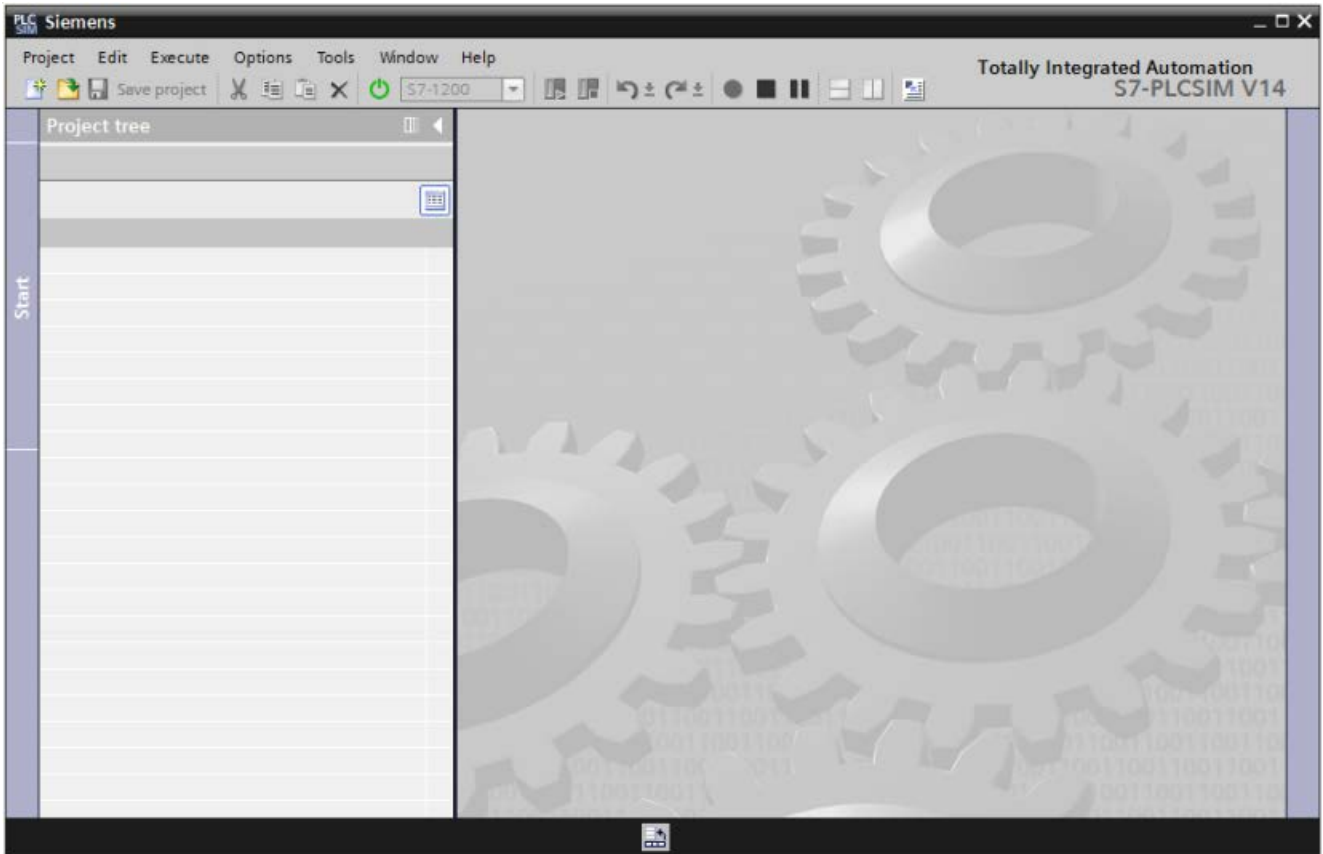 PLC SIM Siemens
Project Edit Execute Options Tools Window Help
Totally Integrated Automation
S7-PLCSIM V14
Save project S7-1200
Project tree
Start